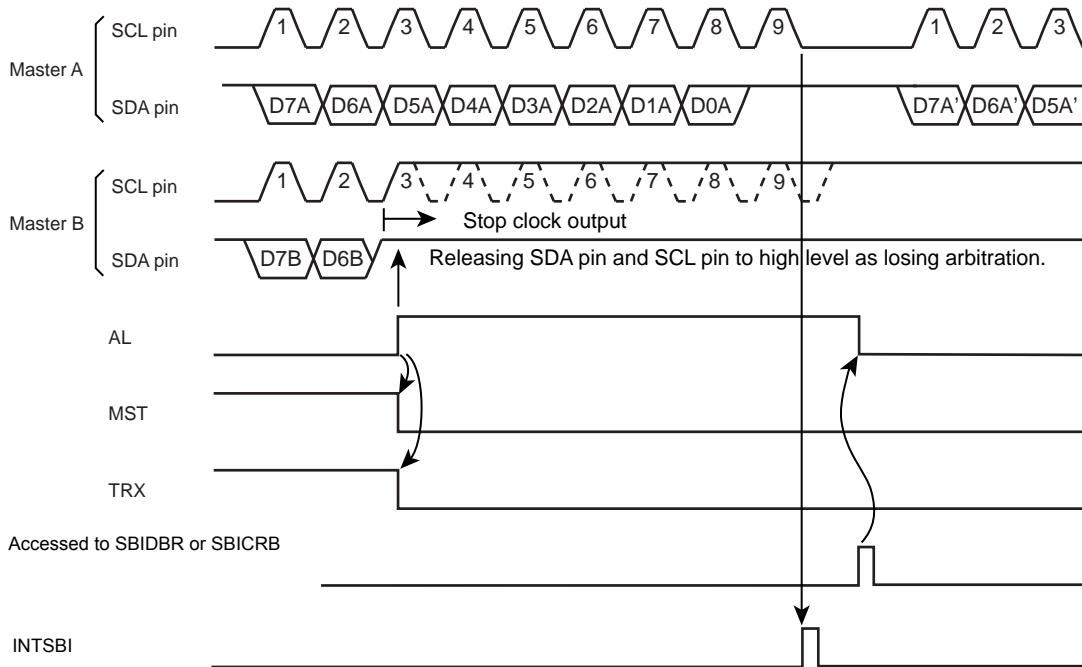 Master A
SCL pin
1 2 3 4 5 6 7 8 9 1 2 3
SDA pin
D7A D6A D5A D4A D3A D2A D1A D0A D7A' D6A' D5A'
Master B
SCL pin
1 2 3 4 5 6 7 8 9
Stop clock output
SDA pin
D7B D6B
Releasing SDA pin and SCL pin to high level as losing arbitration.
AL
MST
TRX
Accessed to SBIDBR or SBICRB
INTSBI